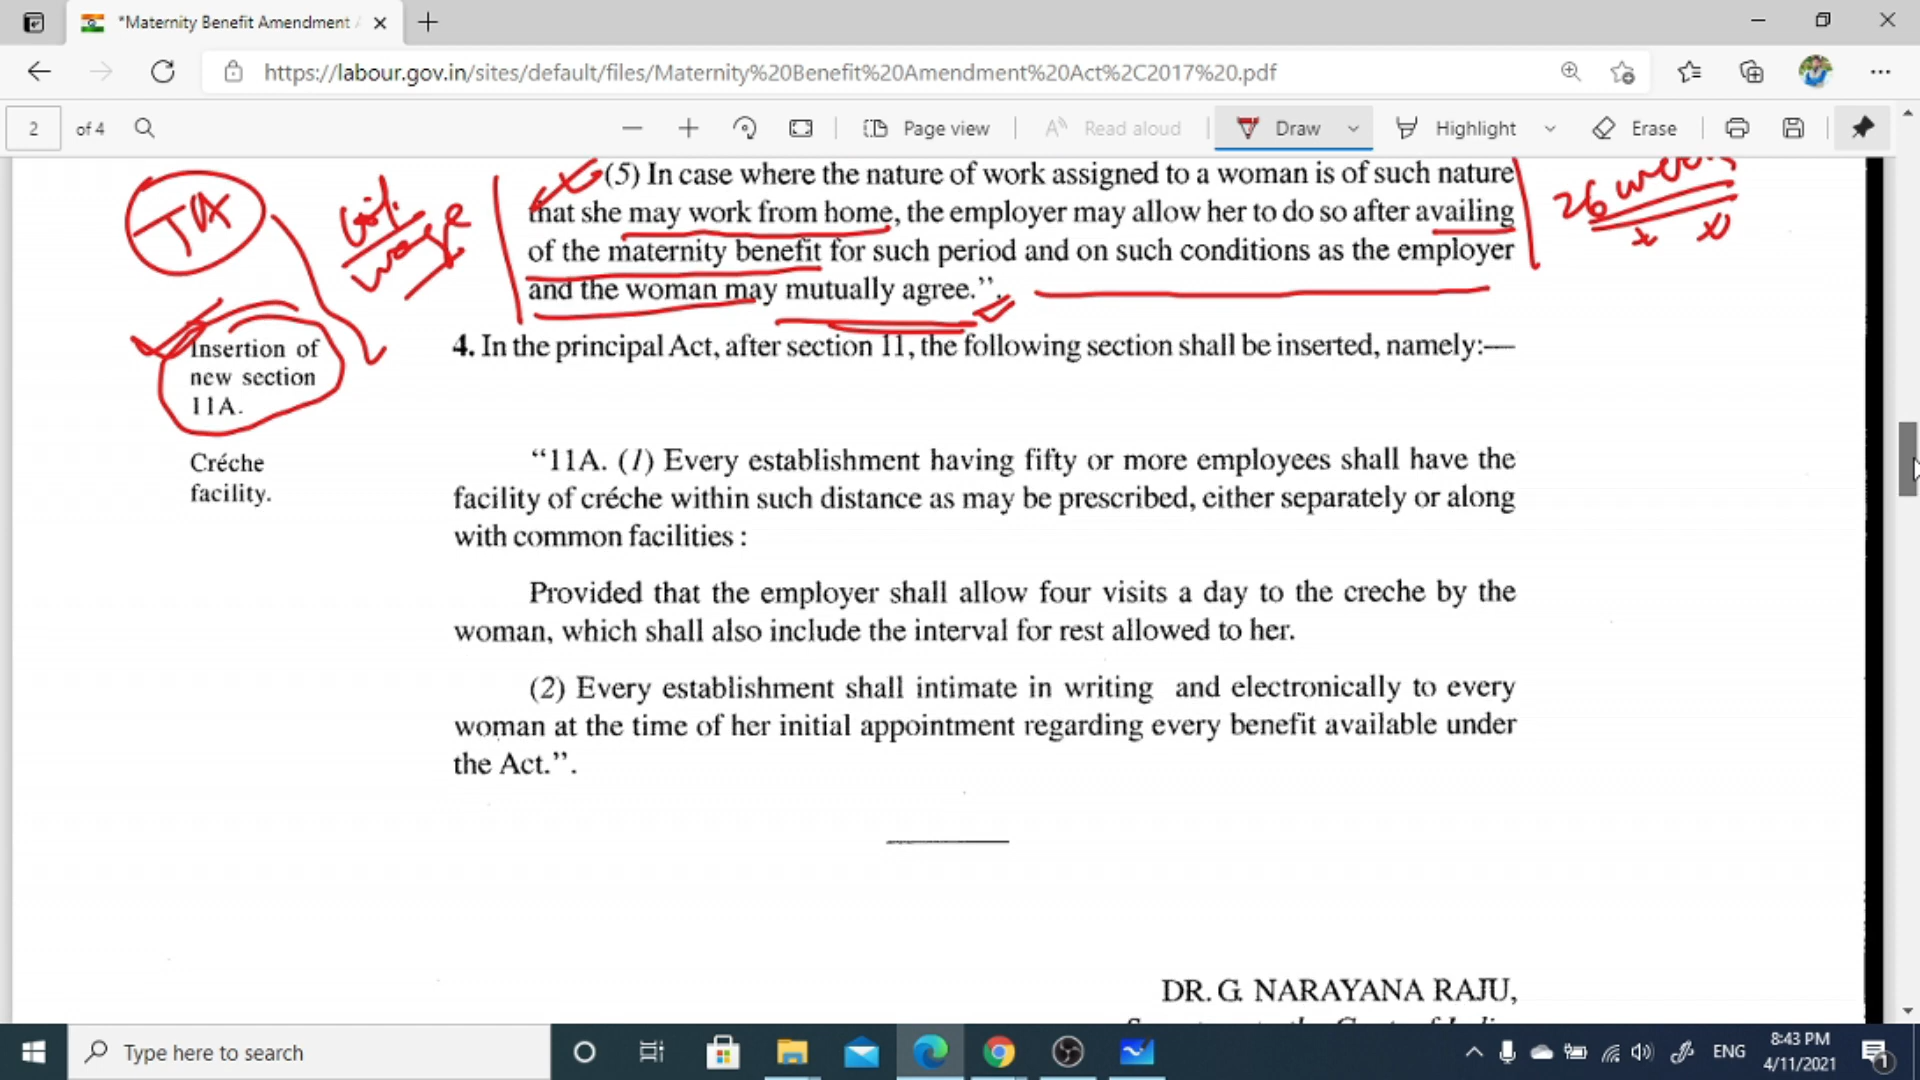 *Maternity Benefit Amendment A
https://labour.gov.in/sites/default/files/Maternity%20Benefit%20Amendment%20Act%2C2017%20.pdf
2 of 4
Page view
Read aloud
Draw
Highlight
Erase
(5) In case where the nature of work assigned to a woman is of such nature
that she may work from home, the employer may allow her to do so after availing
of the maternity benefit for such period and on such conditions as the employer
and the woman may mutually agree.”.
26 week
wage
Insertion of
new section
11A.
4. In the principal Act, after section 11, the following section shall be inserted, namely:—
Créche
facility.
“11A. (1) Every establishment having fifty or more employees shall have the
facility of créche within such distance as may be prescribed, either separately or along
with common facilities :
Provided that the employer shall allow four visits a day to the creche by the
woman, which shall also include the interval for rest allowed to her.
(2) Every establishment shall intimate in writing and electronically to every
woman at the time of her initial appointment regarding every benefit available under
the Act.”.
DR. G. NARAYANA RAJU,
Type here to search
ENG
8:43 PM
4/11/2021
1